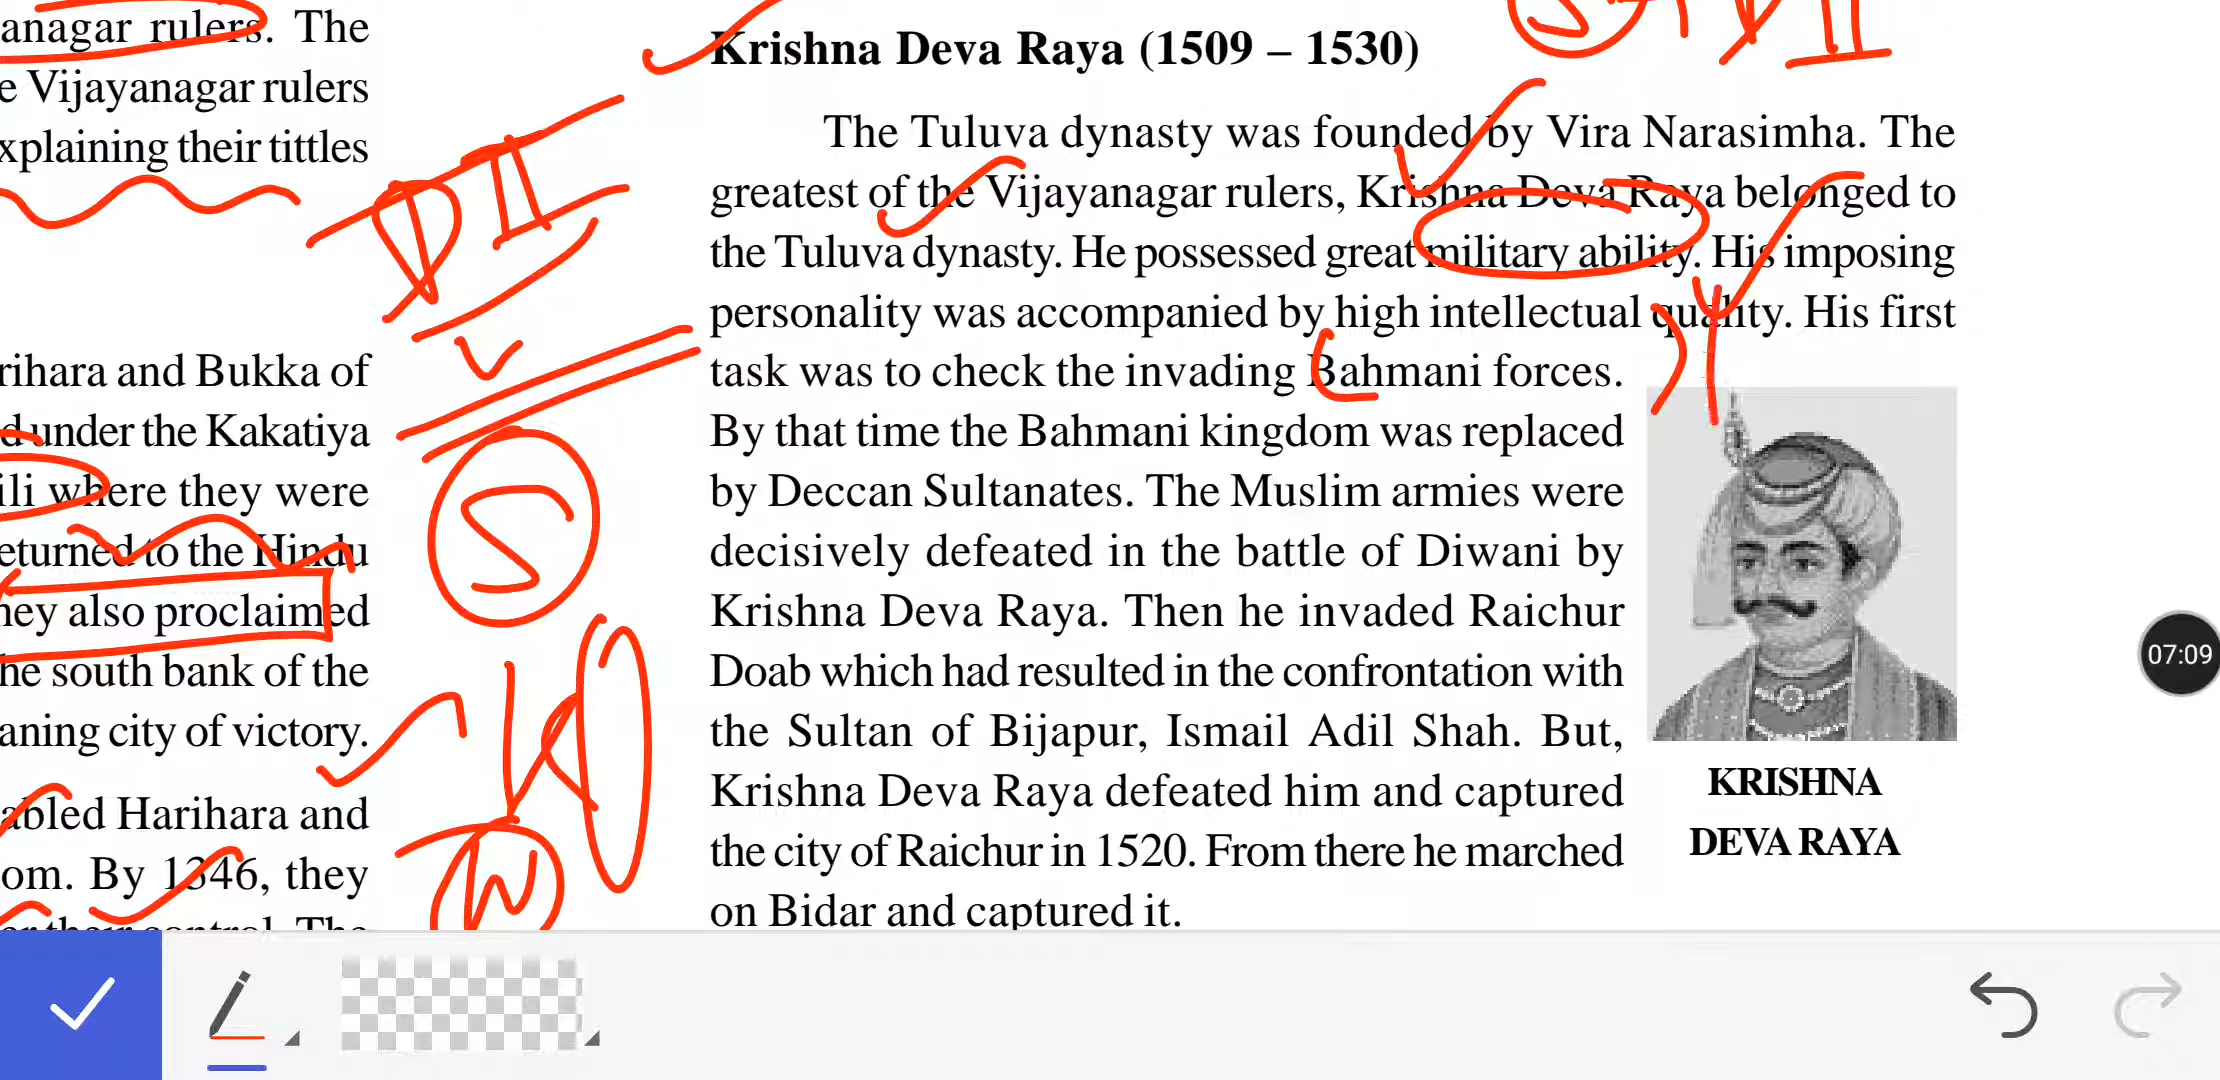 anagar rulers. The
e Vijayanagar rulers
xplaining their tittles
rihara and Bukka of
d under the Kakatiya
ili where they were
eturned to the Hindu
hey also proclaimed
he south bank of the
aning city of victory.
abled Harihara and
om. By 1346, they
er their control. The
Krishna Deva Raya (1509 – 1530)
The Tuluva dynasty was founded by Vira Narasimha. The
greatest of the Vijayanagar rulers, Krishna Deva Raya belonged to
the Tuluva dynasty. He possessed great military ability. His imposing
personality was accompanied by high intellectual quality. His first
task was to check the invading Bahmani forces.
By that time the Bahmani kingdom was replaced
by Deccan Sultanates. The Muslim armies were
decisively defeated in the battle of Diwani by
Krishna Deva Raya. Then he invaded Raichur
Doab which had resulted in the confrontation with
the Sultan of Bijapur, Ismail Adil Shah. But,
Krishna Deva Raya defeated him and captured
the city of Raichur in 1520. From there he marched
on Bidar and captured it.
KRISHNA
DEVA RAYA
07:09
S